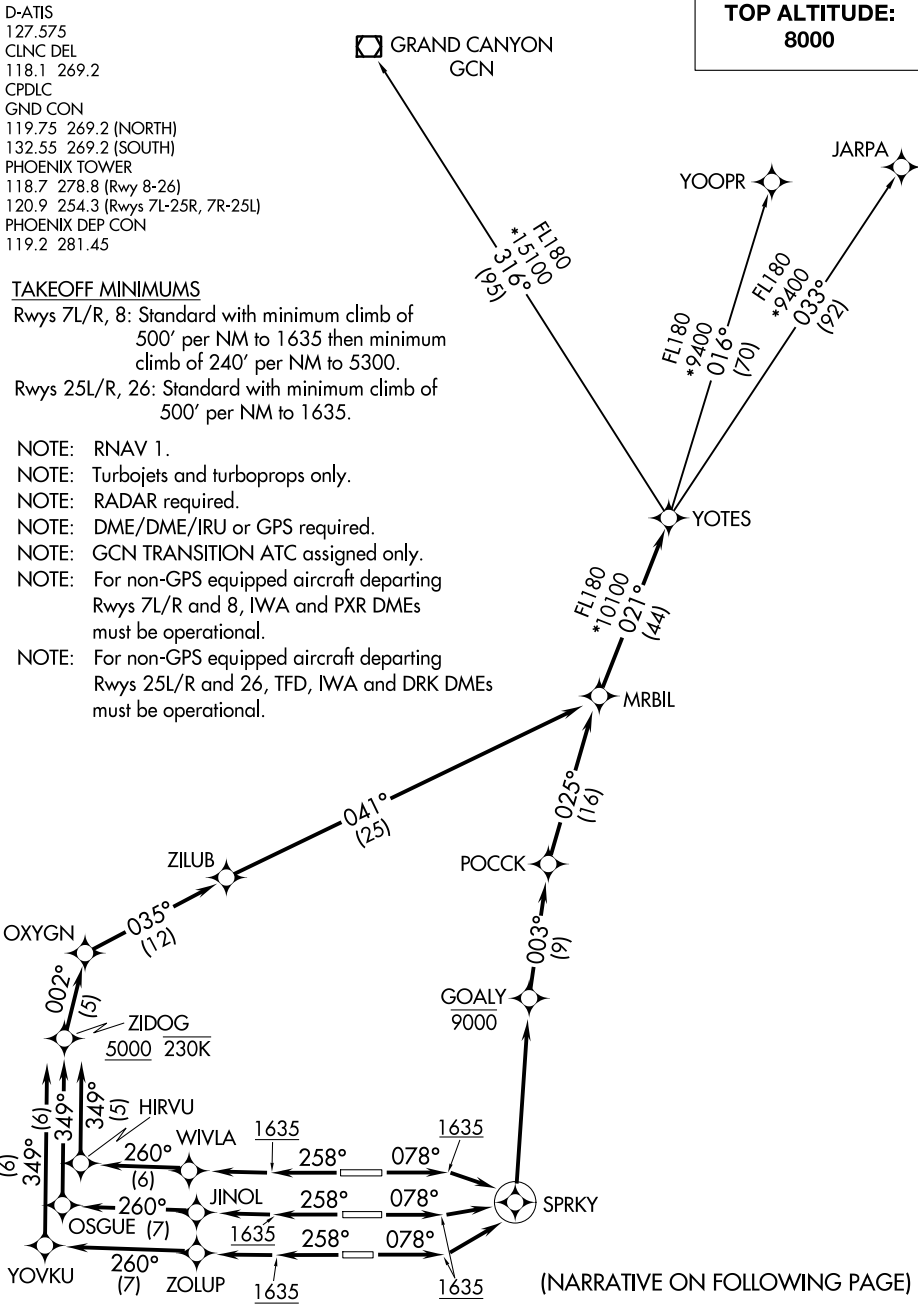 D-ATIS
127.575
CLNC DEL
118.1 269.2
CPDLC
GND CON
119.75 269.2 (NORTH)
132.55 269.2 (SOUTH)
PHOENIX TOWER
118.7 278.8 (Rwy 8-26)
120.9 254.3 (Rwys 7L-25R, 7R-25L)
PHOENIX DEP CON
119.2 281.45
TOP ALTITUDE:
8000
GRAND CANYON
GCN
YOOPR
JARPA
FL180
*15100
316°
(95)
FL180
*9400
016°
(70)
FL180
*9400
033°
(92)
TAKEOFF MINIMUMS
Rwys 7L/R, 8: Standard with minimum climb of
500' per NM to 1635 then minimum
climb of 240' per NM to 5300.
Rwys 25L/R, 26: Standard with minimum climb of
500' per NM to 1635.
NOTE: RNAV 1.
NOTE: Turbojets and turboprops only.
NOTE: RADAR required.
NOTE: DME/DME/IRU or GPS required.
NOTE: GCN TRANSITION ATC assigned only.
NOTE: For non-GPS equipped aircraft departing
Rwys 7L/R and 8, IWA and PXR DMEs
must be operational.
NOTE: For non-GPS equipped aircraft departing
Rwys 25L/R and 26, TFD, IWA and DRK DMEs
must be operational.
YOTES
FL180
*10100
021°
(44)
MRBIL
041°
(25)
025°
(16)
ZILUB
POCCK
035°
(12)
OXYGN
003°
(9)
002°
(5)
GOALY
9000
ZIDOG
5000 230K
349°
(6)
349°
(6)
349°
(5)
HIRVU
WIVLA
260°
(6)
1635
258°
078°
1635
JINOL
260°
(7)
OSGUE
1635
258°
078°
SPRKY
YOVKU
260°
(7)
ZOLUP
1635
258°
078°
1635
(NARRATIVE ON FOLLOWING PAGE)